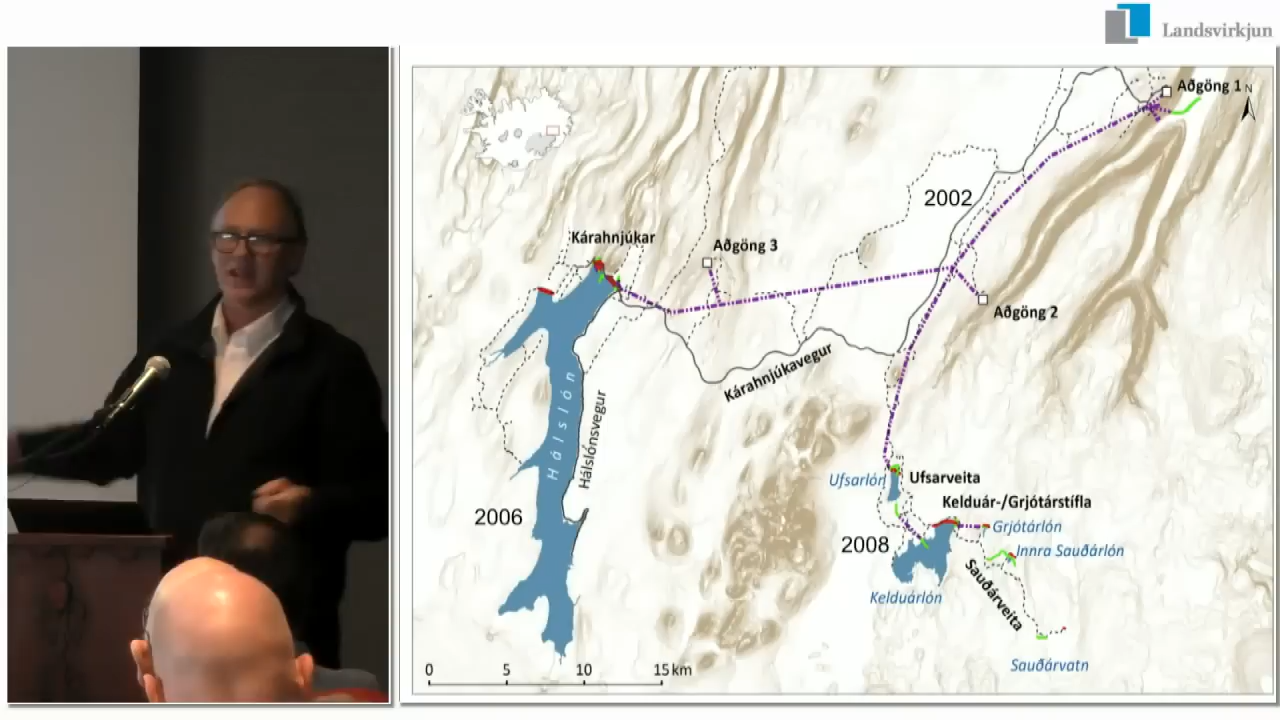 Landsvirkjun
Aðgöng 1
N
2002
Kárahnjúkar
Aðgöng 3
Aðgöng 2
Kárahnjúkavegur
Hálslón
Hálslónsvegur
Ufsarlón
Ufsarveita
Kelduár-/Grjótárstífla
2006
Grjótárlón
2008
Innra Sauðárlón
Sauðárveita
Kelduárlón
Sauðárvatn
0 5 10 15 km